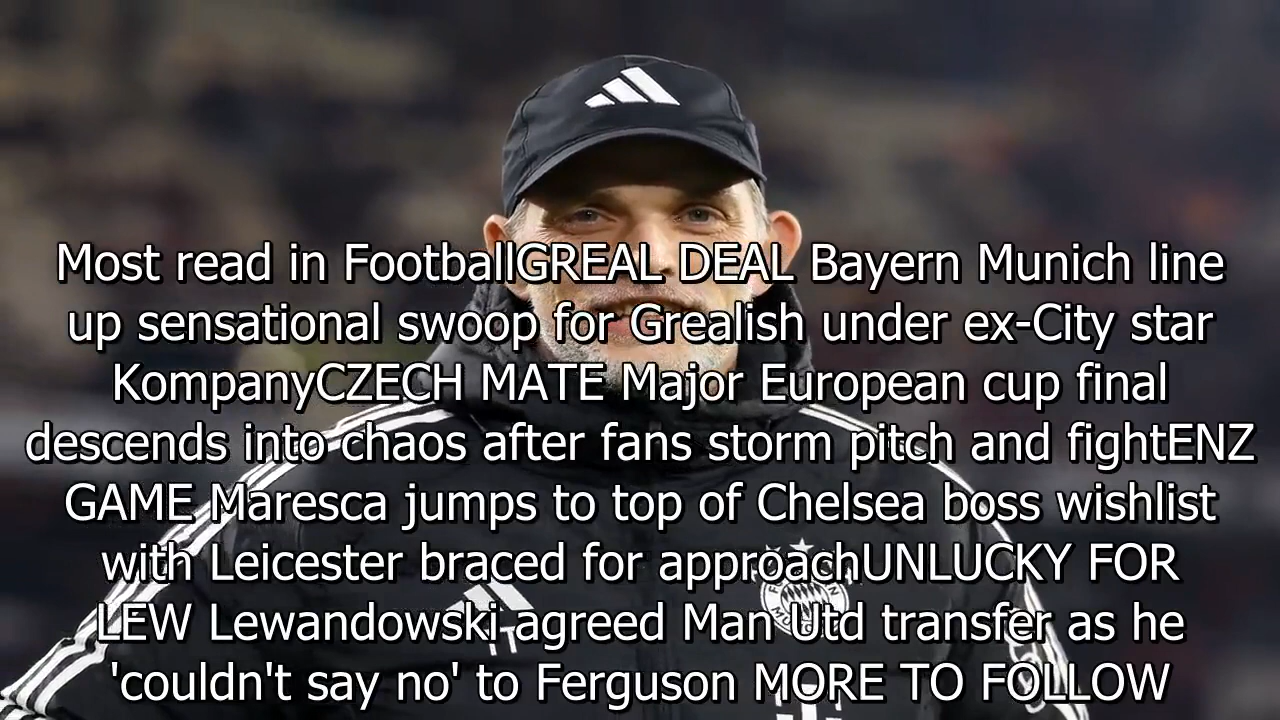 Most read in FootballGREAL DEAL Bayern Munich line
up sensational swoop for Grealish under ex-City star
KompanyCZECH MATE Major European cup final
descends into chaos after fans storm pitch and fightENZ
GAME Maresca jumps to top of Chelsea boss wishlist
with Leicester braced for approachUNLUCKY FOR
LEW Lewandowski agreed Man Utd transfer as he
'couldn't say no' to Ferguson MORE TO FOLLOW
TT